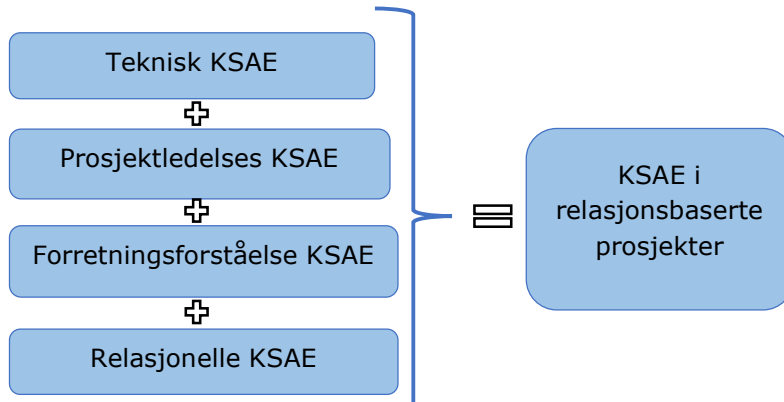 Teknisk KSAE
Prosjektledelses KSAE
Forretningsforståelse KSAE
Relasjonelle KSAE
KSAE i
relasjonsbaserte
prosjekter